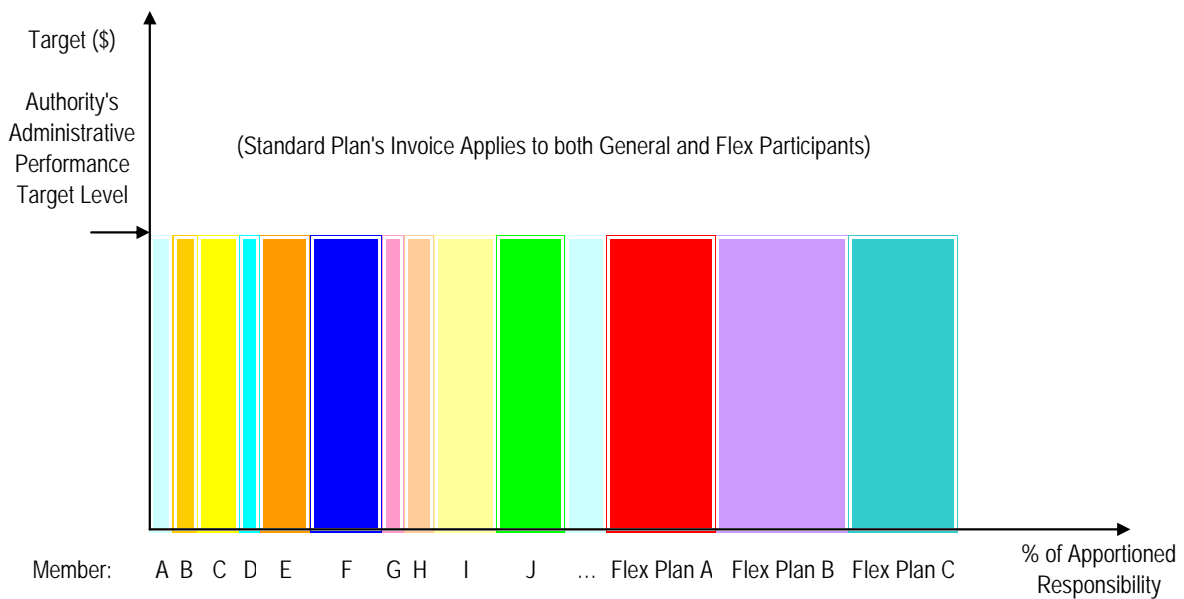 Target ($)
Authority's
Administrative
Performance
Target Level
(Standard Plan's Invoice Applies to both General and Flex Participants)
Member: A B C D E F G H I J ... Flex Plan A Flex Plan B Flex Plan C
% of Apportioned
Responsibility